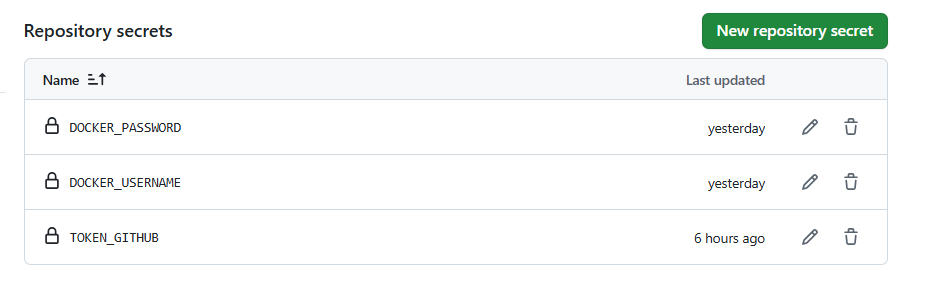 Repository secrets
New repository secret
Name
Last updated
DOCKER_PASSWORD
yesterday
DOCKER_USERNAME
yesterday
TOKEN_GITHUB
6 hours ago